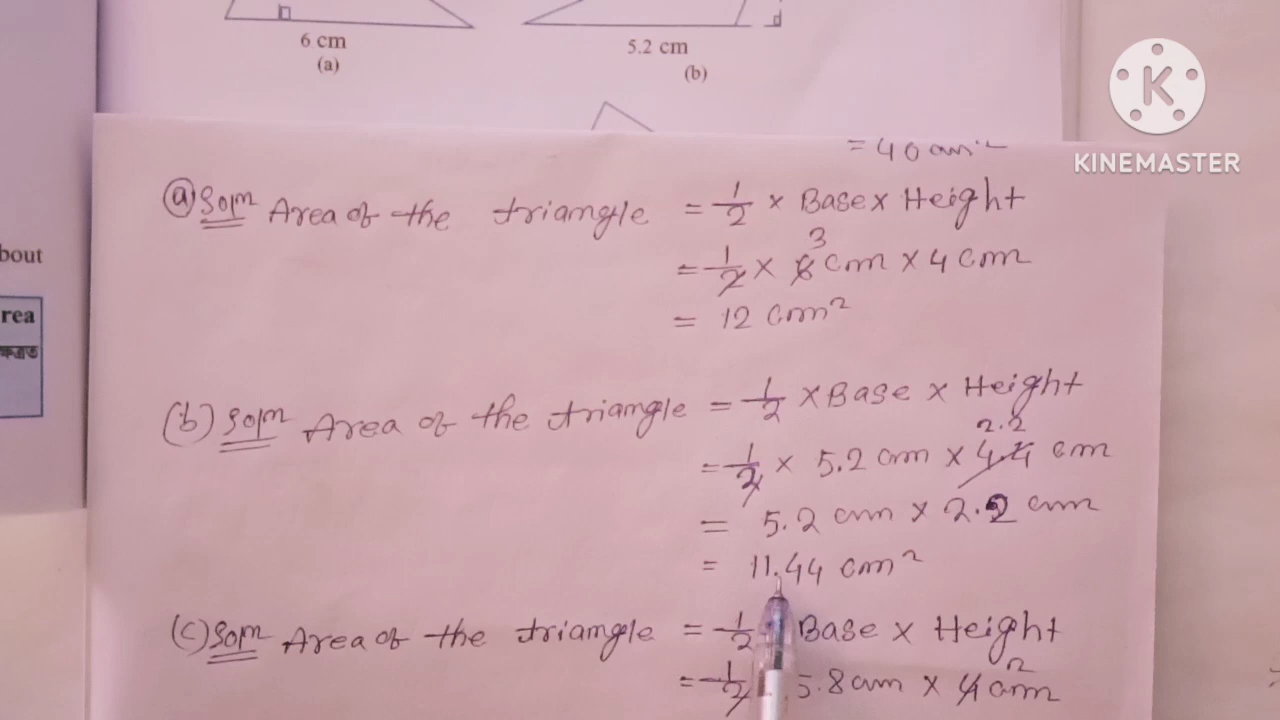 6 cm
(a)
5.2 cm
(b)
KINEMASTER
= 40 cm²
(a) Soln Area of the triangle = 1/2 × Base × Height
3
= 1/2 × 6 cm × 4 cm
= 12 cm²
bout
rea
(b) Soln Area of the triangle = 1/2 × Base × Height
2.2
= 1/2 × 5.2 cm × 4.4 cm
= 5.2 cm × 2.2 cm
= 11.44 cm²
(c) Soln Area of the triangle = 1/2 Base × Height
2
= 1/2 5.8 cm × 4 cm